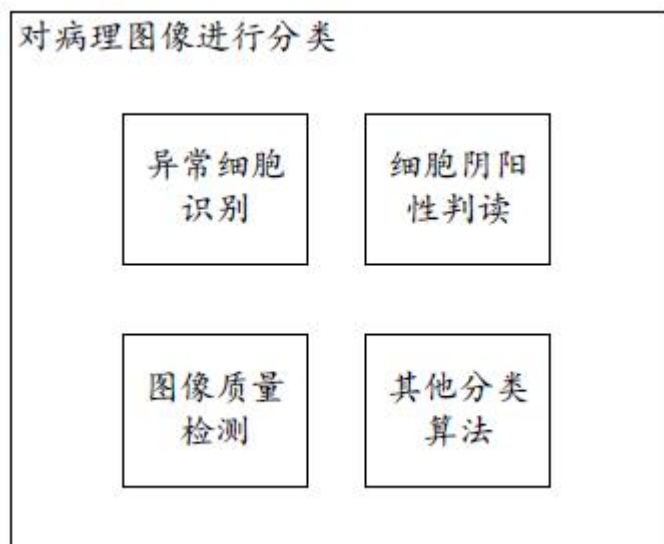 对病理图像进行分类
异常细胞
识别
细胞阴阳
性判读
图像质量
检测
其他分类
算法